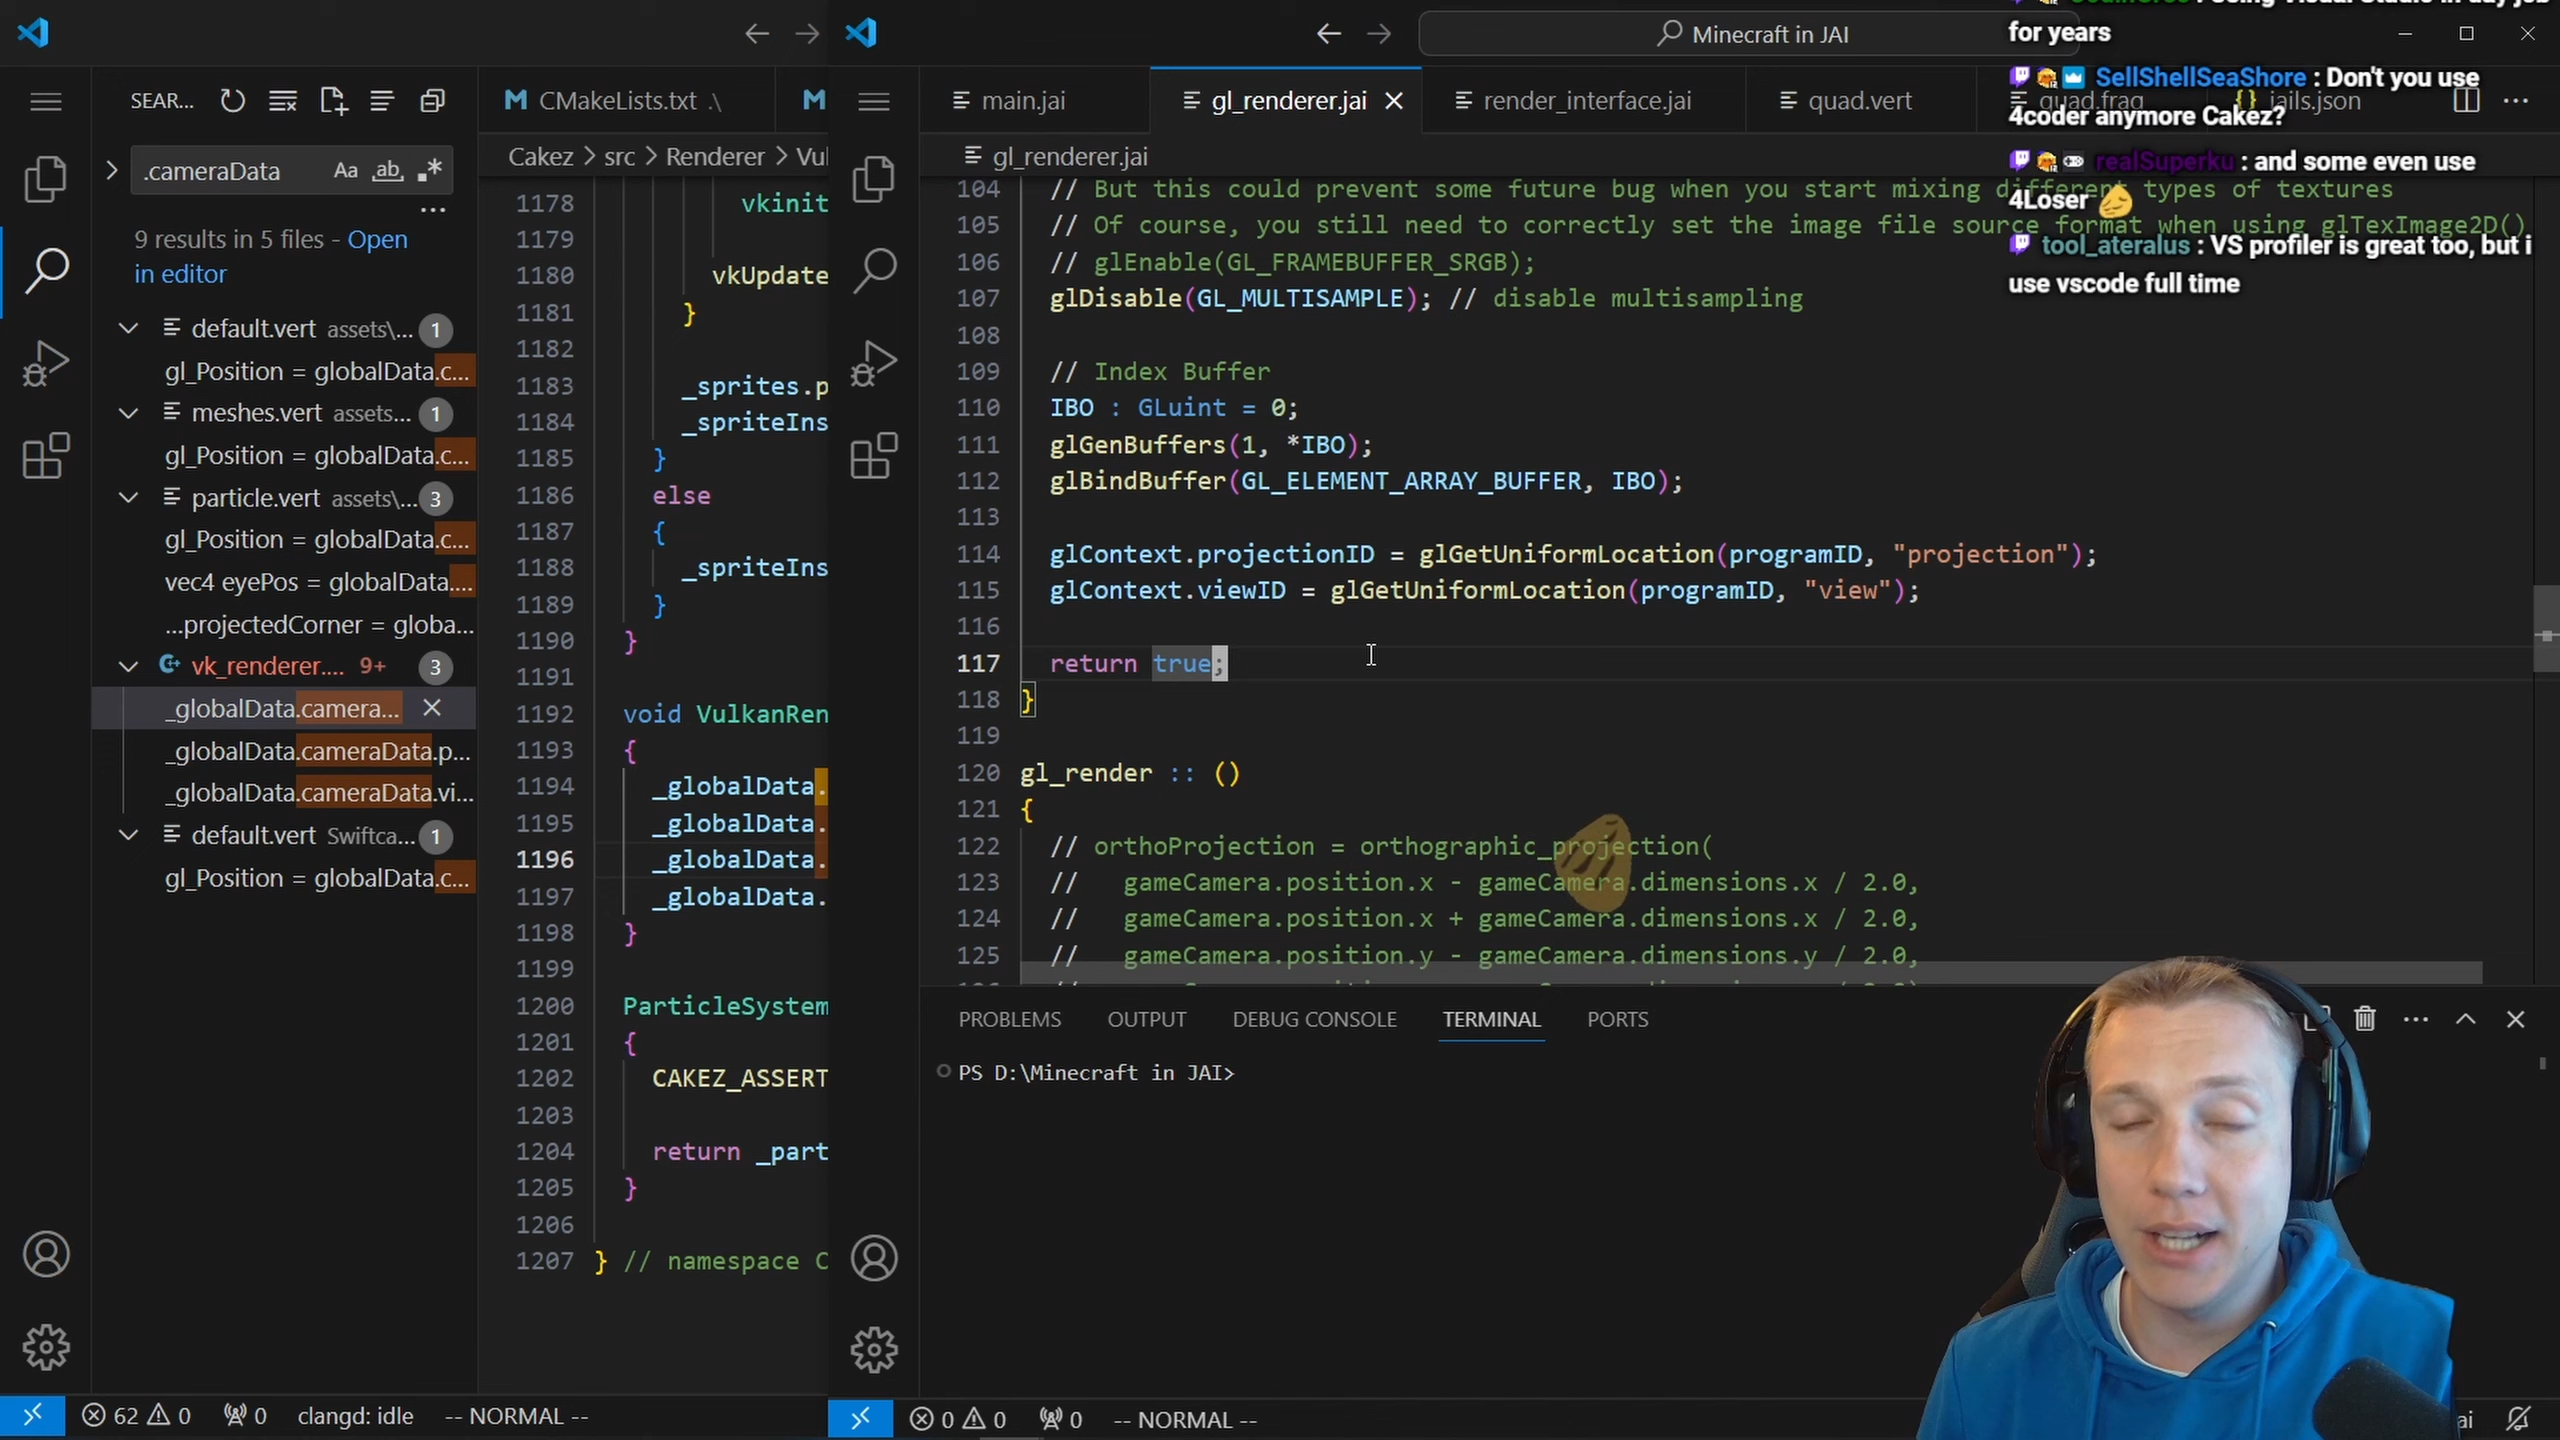 SEAR...
.cameraData
Aa
ab
9 results in 5 files - Open
in editor
default.vert assets\... 1
gl_Position = globalData.c...
meshes.vert assets... 1
gl_Position = globalData.c...
particle.vert assets\... 3
gl_Position = globalData.c...
vec4 eyePos = globalData....
...projectedCorner = globa...
vk_renderer.... 9+ 3
_globalData.camera...
_globalData.cameraData.p...
_globalData.cameraData.vi...
default.vert Swiftca... 1
gl_Position = globalData.c...
CMakeLists.txt .\
Cakez > src > Renderer > Vul
1178 vkinit
1179
1180 vkUpdate
1181 }
1182
1183 _sprites.p
1184 _spriteIns
1185 }
1186 else
1187 {
1188 _spriteIns
1189 }
1190 }
1191
1192 void VulkanRen
1193 {
1194 _globalData.
1195 _globalData.
1196 _globalData.
1197 _globalData.
1198 }
1199
1200 ParticleSystem
1201 {
1202 CAKEZ_ASSERT
1203
1204 return _part
1205 }
1206
1207 } // namespace C
62 0 0 clangd: idle -- NORMAL --
Minecraft in JAI
main.jai
gl_renderer.jai
render_interface.jai
quad.vert
quad.frag
jails.json
gl_renderer.jai
104 // But this could prevent some future bug when you start mixing different types of textures
105 // Of course, you still need to correctly set the image file source format when using glTexImage2D()
106 // glEnable(GL_FRAMEBUFFER_SRGB);
107 glDisable(GL_MULTISAMPLE); // disable multisampling
108
109 // Index Buffer
110 IBO : GLuint = 0;
111 glGenBuffers(1, *IBO);
112 glBindBuffer(GL_ELEMENT_ARRAY_BUFFER, IBO);
113
114 glContext.projectionID = glGetUniformLocation(programID, "projection");
115 glContext.viewID = glGetUniformLocation(programID, "view");
116
117 return true;
118 }
119
120 gl_render :: ()
121 {
122 // orthoProjection = orthographic_projection(
123 // gameCamera.position.x - gameCamera.dimensions.x / 2.0,
124 // gameCamera.position.x + gameCamera.dimensions.x / 2.0,
125 // gameCamera.position.y - gameCamera.dimensions.y / 2.0,
PROBLEMS OUTPUT DEBUG CONSOLE TERMINAL PORTS
PS D:\Minecraft in JAI>
0 0 0 -- NORMAL --
ai
for years
SellShellSeaShore : Don't you use
4coder anymore Cakez?
realSuperku : and some even use
4Loser
tool_ateralus : VS profiler is great too, but i
use vscode full time